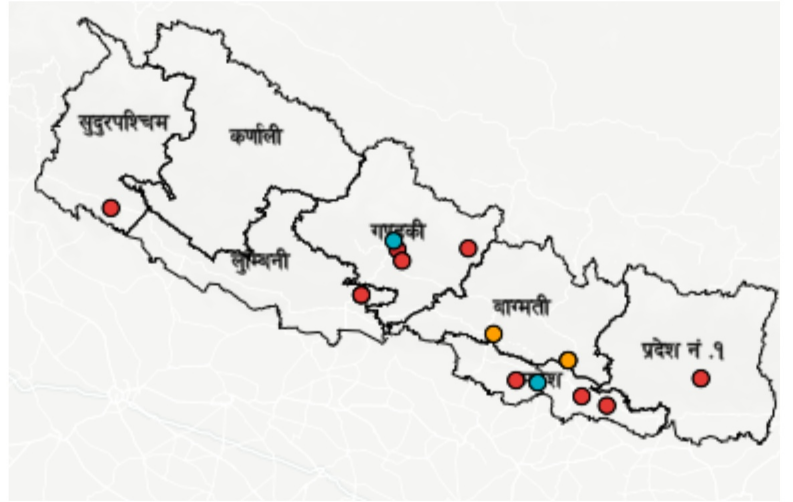 सुदुरपश्चिम
कर्णाली
गण्डकी
लुम्बिनी
बाग्मती
प्रदेश नं .१